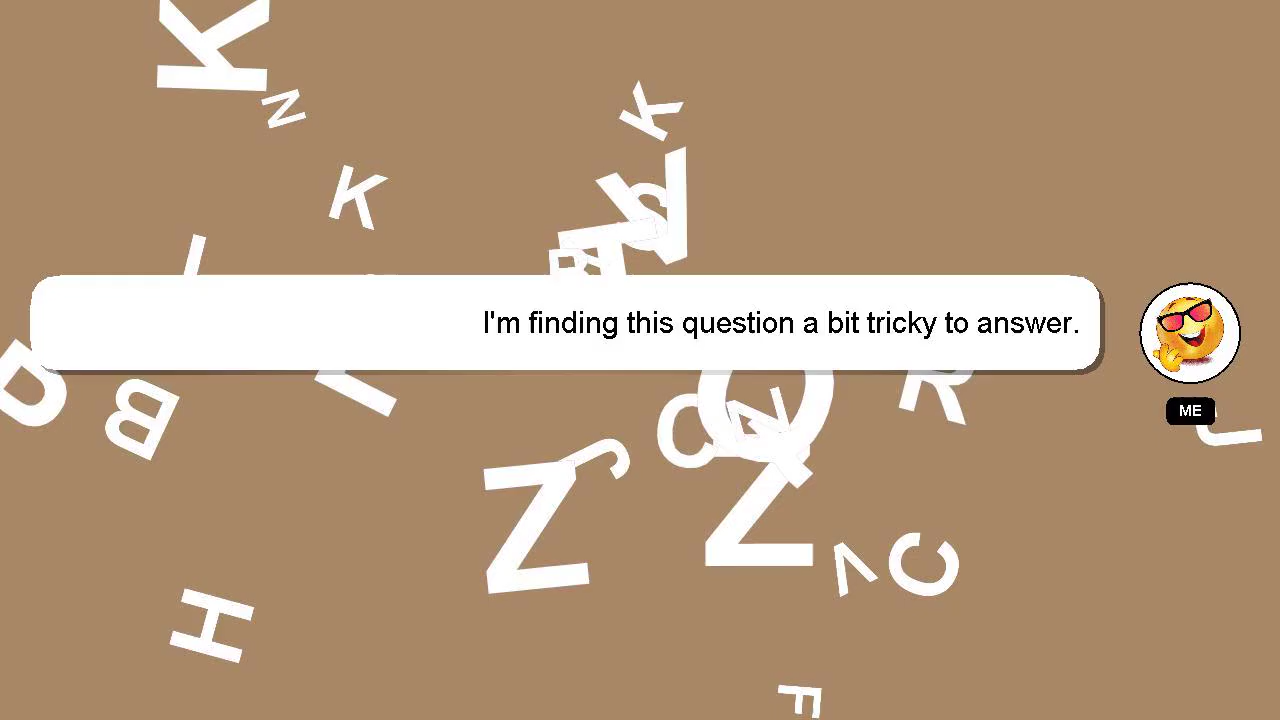 K
N
K
K
V
S
T
R
I'm finding this question a bit tricky to answer.
ME
B
R
C
Q
N
J
J
Z
Z
V
C
H
F